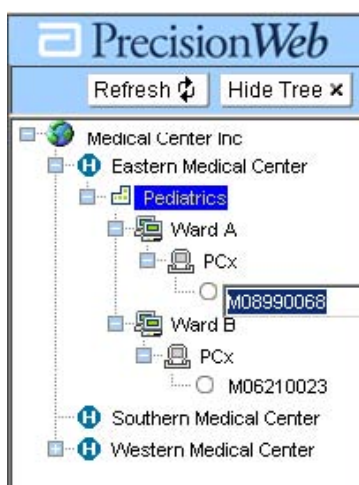 PrecisionWeb
Refresh Hide Tree ×
Medical Center Inc
Eastern Medical Center
Pediatrics
Ward A
PCx
M08990068
Ward B
PCx
M06210023
Southern Medical Center
Western Medical Center